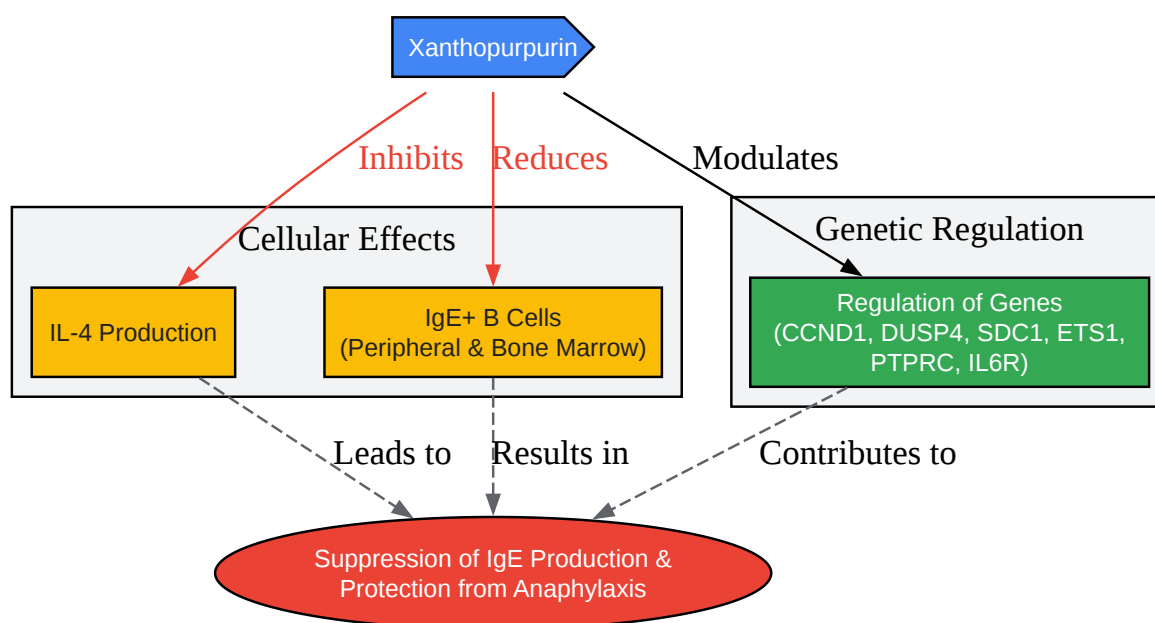 Xanthopurpurin
Inhibits
Reduces
Modulates
Cellular Effects
Genetic Regulation
IL-4 Production
IgE+ B Cells
(Peripheral & Bone Marrow)
Regulation of Genes
(CCND1, DUSP4, SDC1, ETS1,
PTPRC, IL6R)
Leads to
Results in
Contributes to
Suppression of IgE Production &
Protection from Anaphylaxis